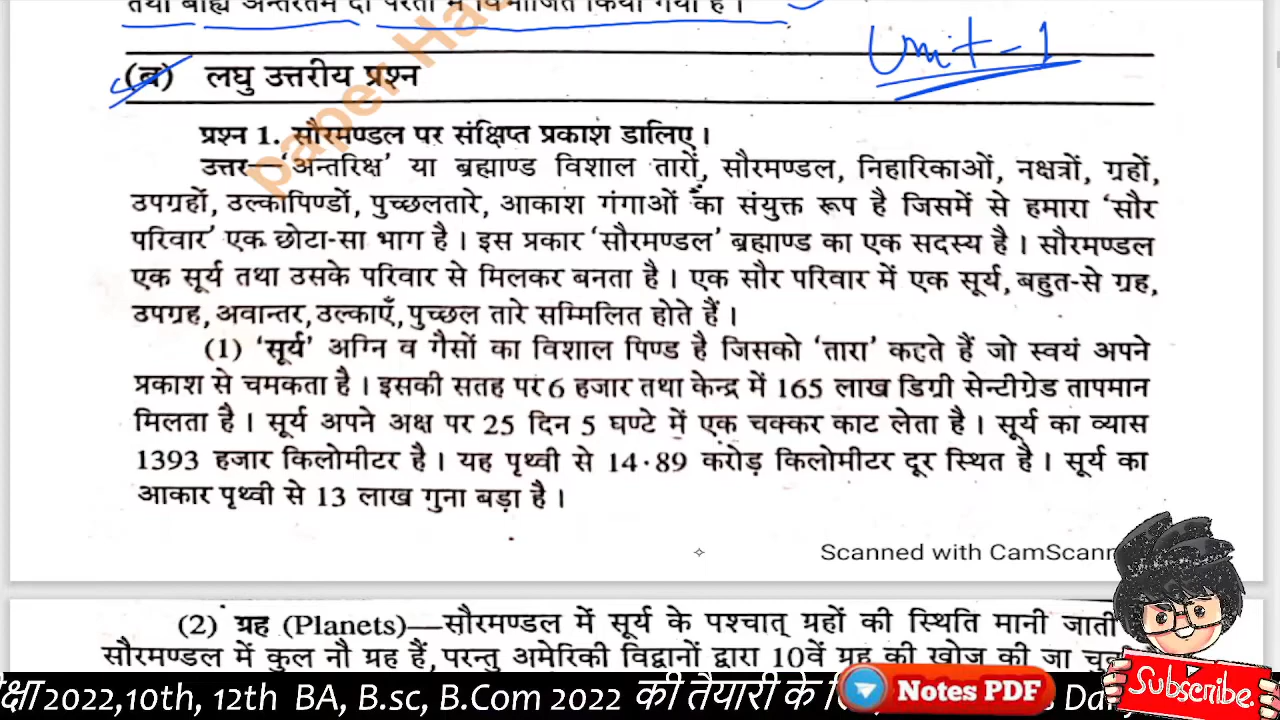 तथा बाह्य अन्तरतम दो परतों में विभाजित किया गया है।
Unit-1
(ब) लघु उत्तरीय प्रश्न
प्रश्न 1. सौरमण्डल पर संक्षिप्त प्रकाश डालिए।
उत्तर—‘अन्तरिक्ष’ या ब्रह्माण्ड विशाल तारों, सौरमण्डल, निहारिकाओं, नक्षत्रों, ग्रहों,
उपग्रहों, उल्कापिण्डों, पुच्छलतारे, आकाश गंगाओं का संयुक्त रूप है जिसमें से हमारा ‘सौर
परिवार’ एक छोटा-सा भाग है। इस प्रकार ‘सौरमण्डल’ ब्रह्माण्ड का एक सदस्य है। सौरमण्डल
एक सूर्य तथा उसके परिवार से मिलकर बनता है। एक सौर परिवार में एक सूर्य, बहुत-से ग्रह,
उपग्रह, अवान्तर, उल्काएँ, पुच्छल तारे सम्मिलित होते हैं।
(1) ‘सूर्य’ अग्नि व गैसों का विशाल पिण्ड है जिसको ‘तारा’ कहते हैं जो स्वयं अपने
प्रकाश से चमकता है। इसकी सतह पर 6 हजार तथा केन्द्र में 165 लाख डिग्री सेन्टीग्रेड तापमान
मिलता है। सूर्य अपने अक्ष पर 25 दिन 5 घण्टे में एक चक्कर काट लेता है। सूर्य का व्यास
1393 हजार किलोमीटर है। यह पृथ्वी से 14·89 करोड़ किलोमीटर दूर स्थित है। सूर्य का
आकार पृथ्वी से 13 लाख गुना बड़ा है।
Scanned with CamScann
(2) ग्रह (Planets)—सौरमण्डल में सूर्य के पश्चात् ग्रहों की स्थिति मानी जाती
सौरमण्डल में कुल नौ ग्रह हैं, परन्तु अमेरिकी विद्वानों द्वारा 10वें ग्रह की खोज की जा
2022,10th, 12th BA, B.sc, B.Com 2022 की तैयारी के
Notes PDF
Subscribe
paper